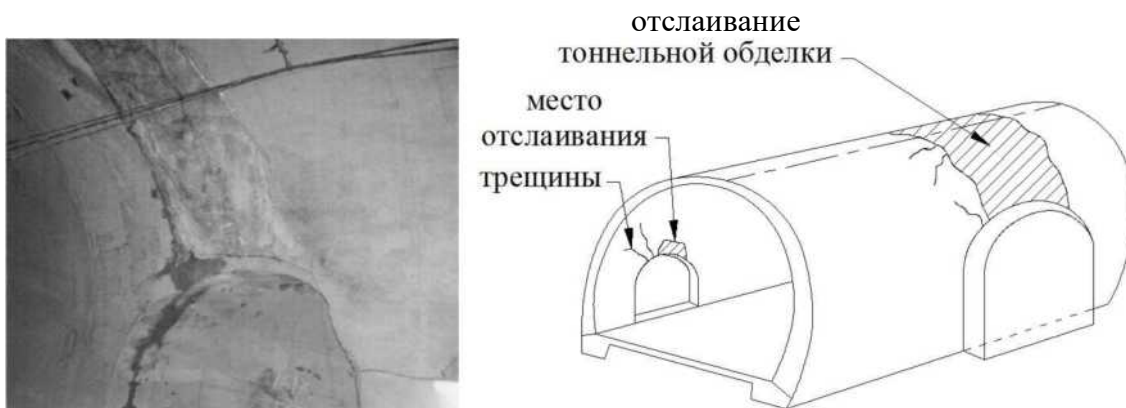 отслаивание
тоннельной обделки
место
отслаивания
трещины